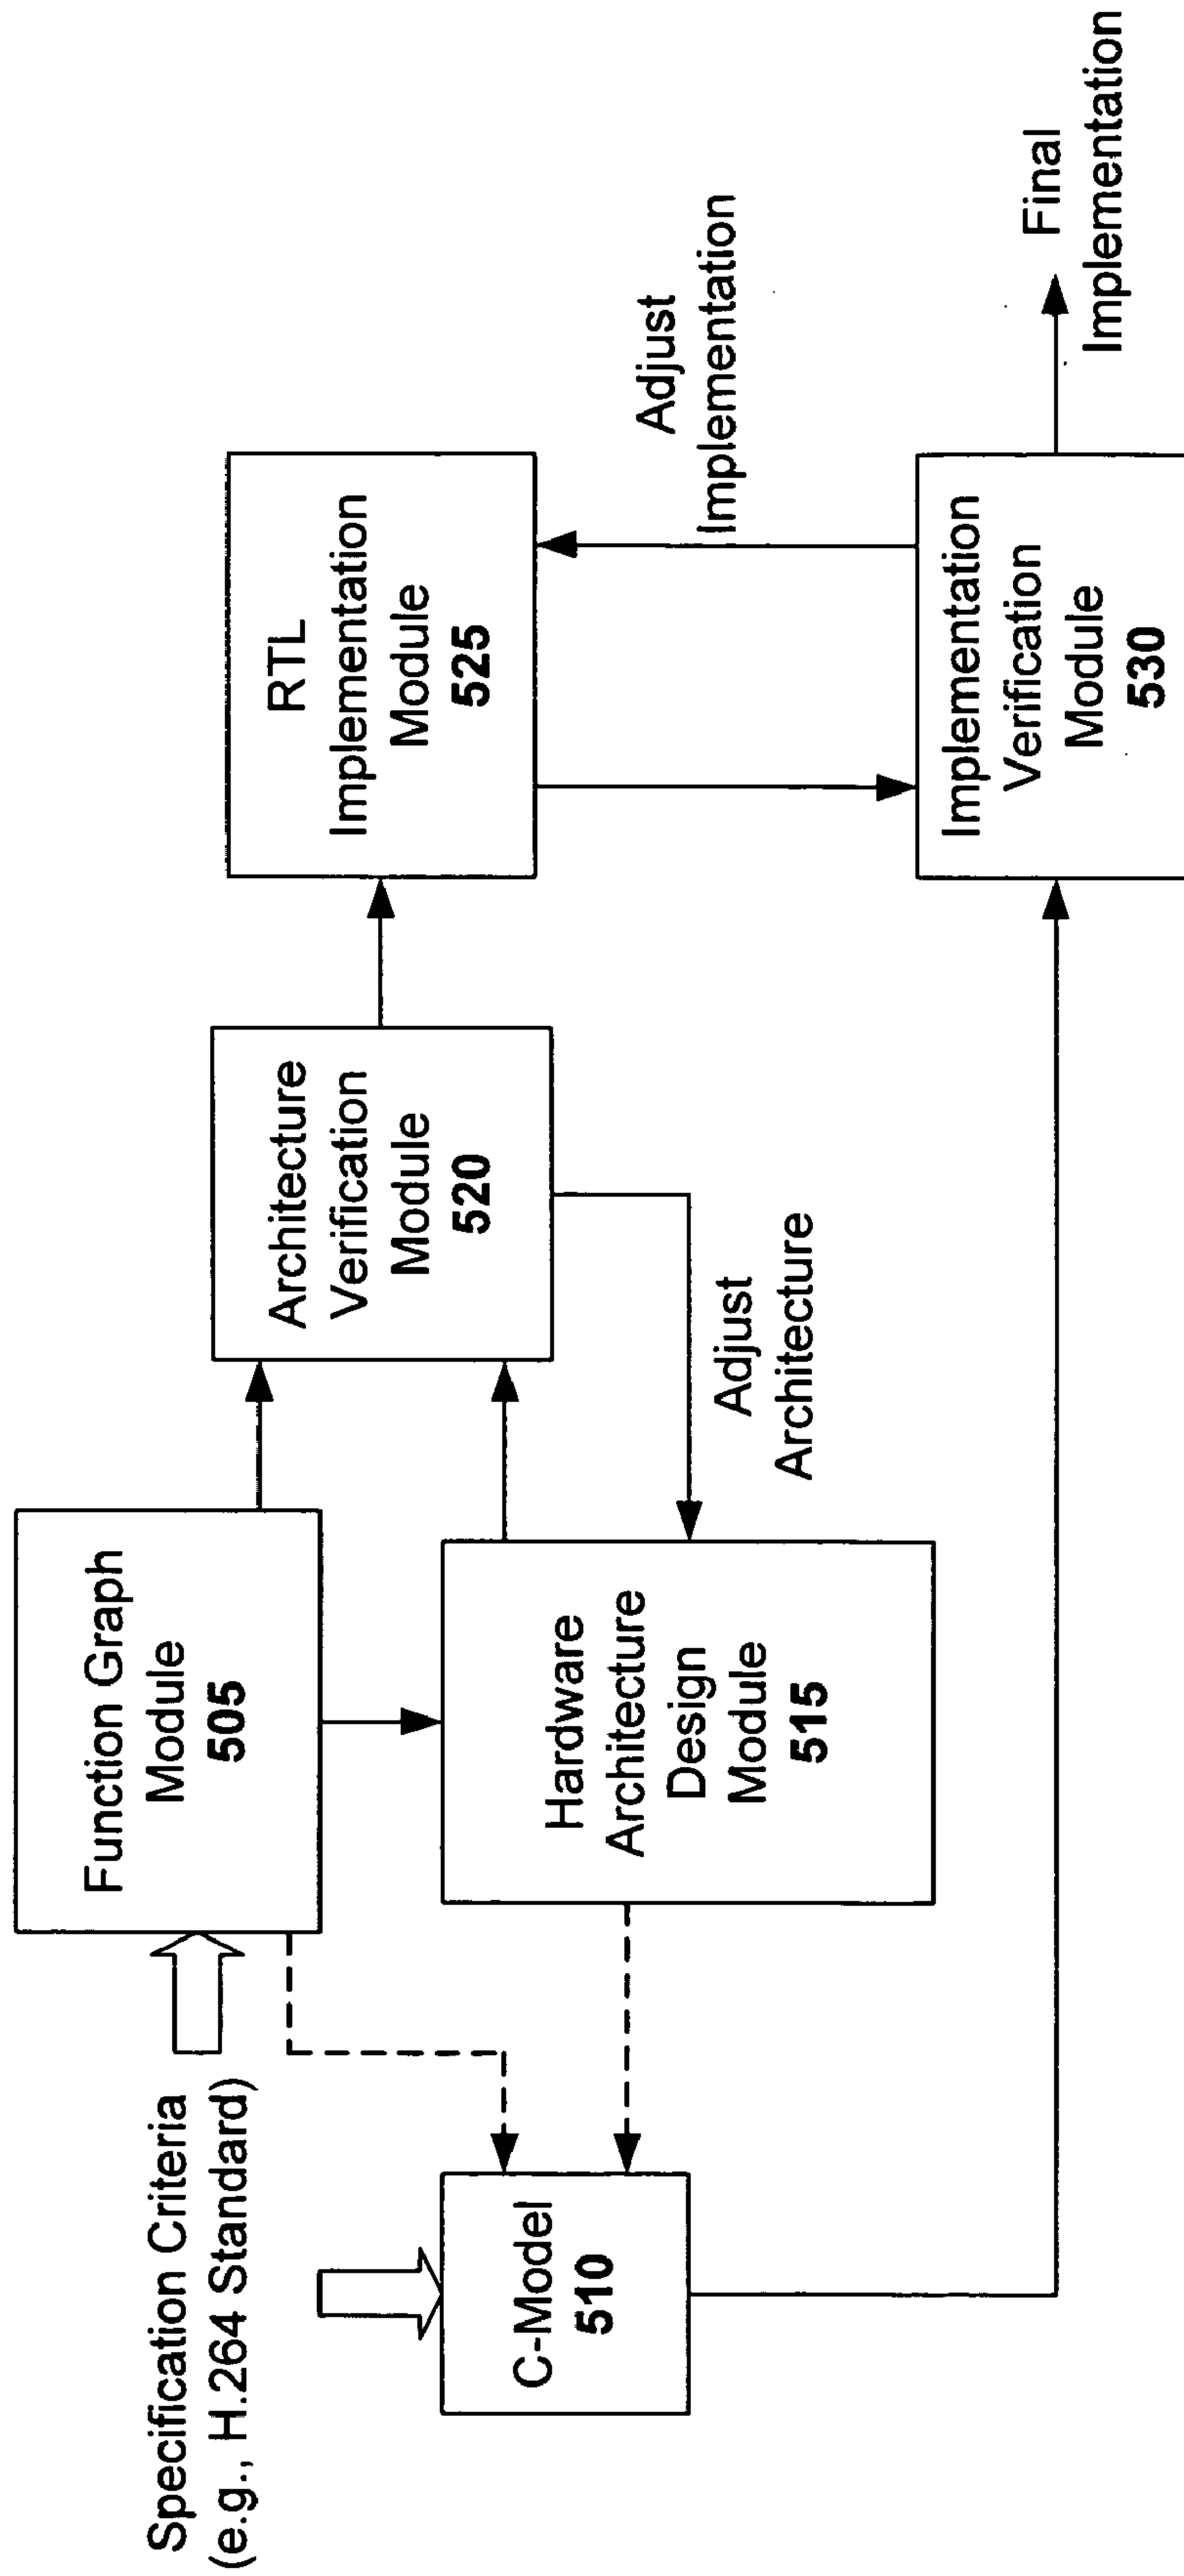 Specification Criteria
(e.g., H.264 Standard)
Function Graph
Module
505
C-Model
510
Hardware
Architecture
Design
Module
515
Architecture
Verification
Module
520
Adjust
Architecture
RTL
Implementation
Module
525
Adjust
Implementation
Implementation
Verification
Module
530
Final
Implementation